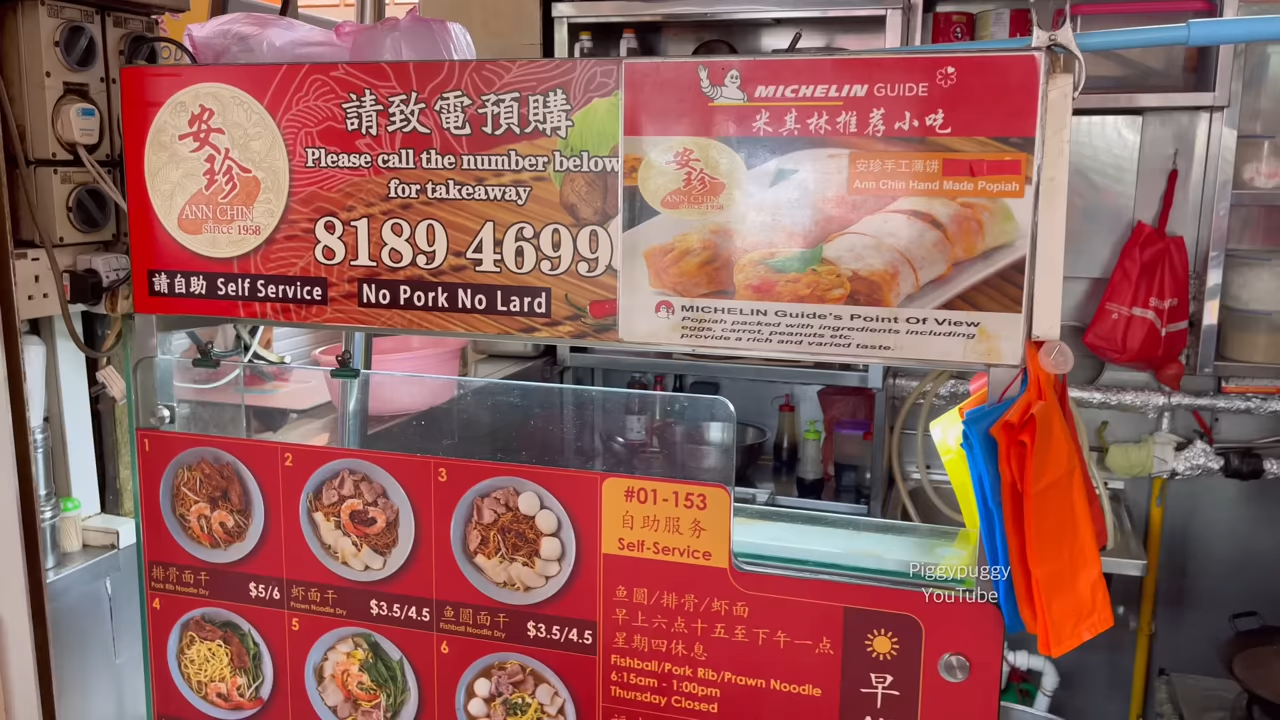 安珍
ANN CHIN
since 1958
請致電預購
Please call the number below
for takeaway
8189 4699
請自助 Self Service
No Pork No Lard
MICHELIN GUIDE
米其林推荐小吃
安珍
ANN CHIN
since 1958
安珍手工薄饼
Ann Chin Hand Made Popiah
MICHELIN Guide's Point Of View
Popiah packed with ingredients including
eggs, carrot, peanuts etc.
provide a rich and varied taste.
1
排骨面干
Pork Rib Noodle Dry
$5/6
2
虾面干
Prawn Noodle Dry
$3.5/4.5
3
鱼圆面干
Fishball Noodle Dry
$3.5/4.5
4
5
6
#01-153
自助服务
Self-Service
鱼圆/排骨/虾面
早上六点十五至下午一点
星期四休息
Fishball/Pork Rib/Prawn Noodle
6:15am - 1:00pm
Thursday Closed
早
Piggypuggy
YouTube